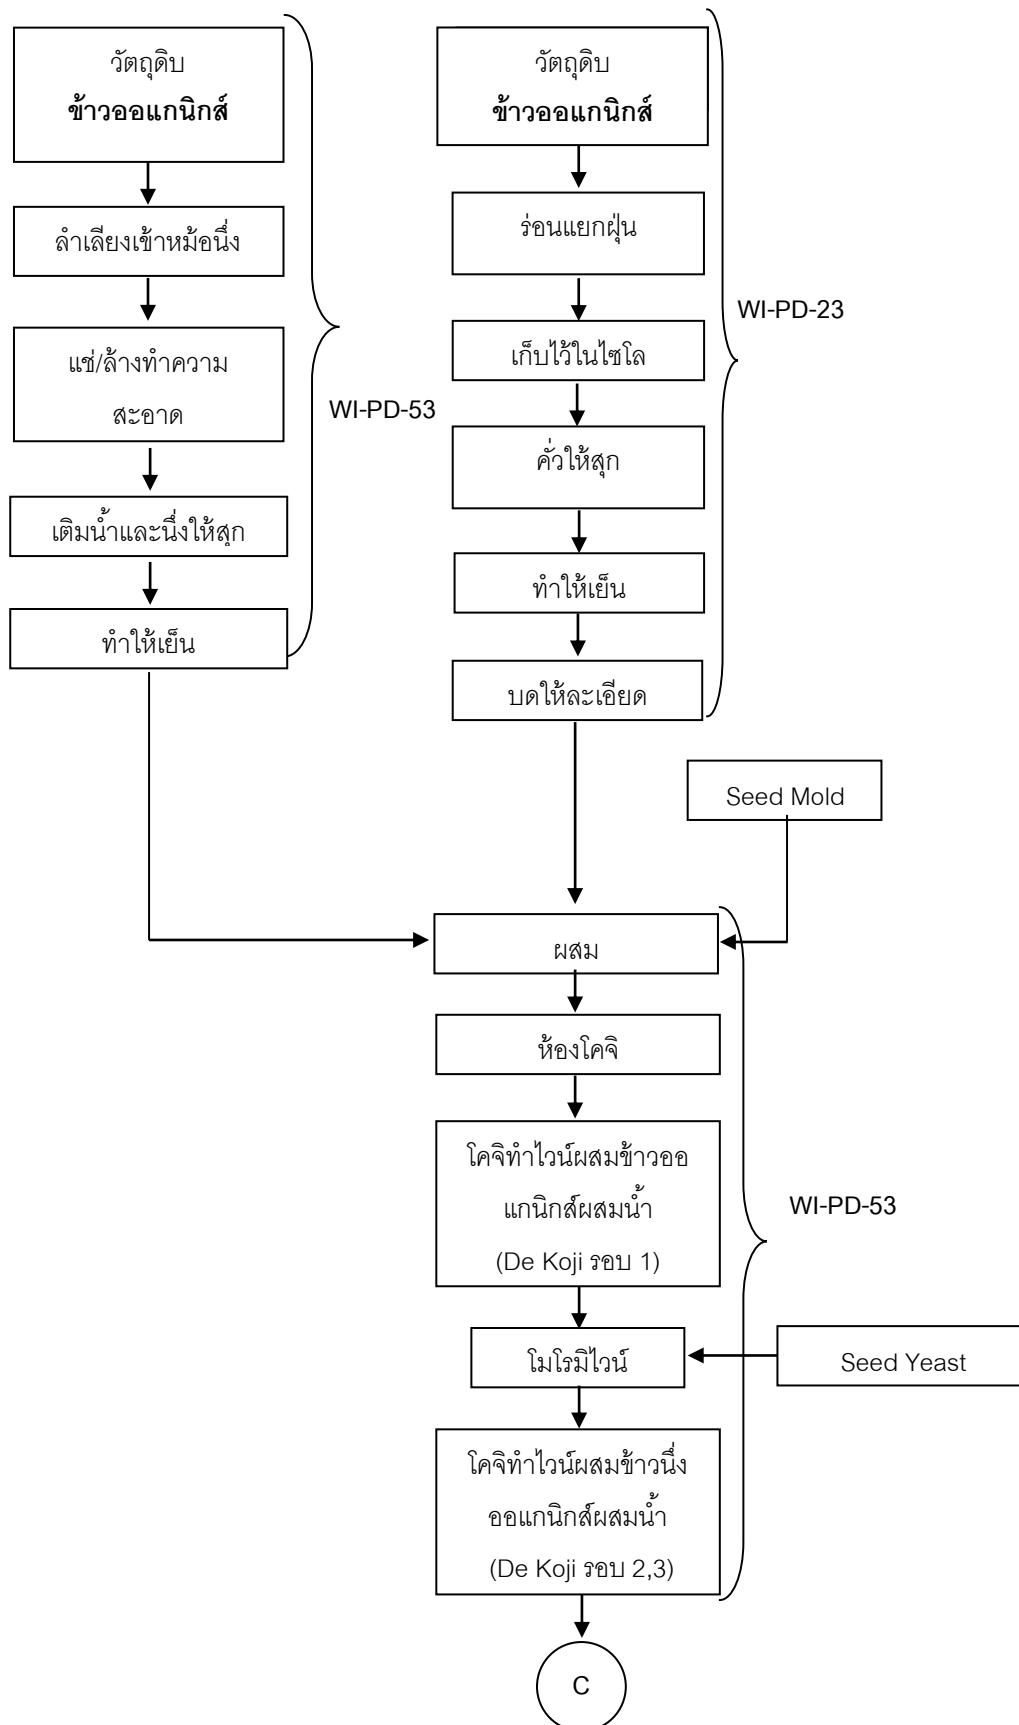 วัตถุดิบ
ข้าวออแกนิกส์
ลำเลียงเข้าหม้อนึ่ง
แช่/ล้างทำความ
สะอาด
เติมน้ำและนึ่งให้สุก
ทำให้เย็น
WI-PD-53
วัตถุดิบ
ข้าวออแกนิกส์
ร่อนแยกฝุ่น
เก็บไว้ในไซโล
คั่วให้สุก
ทำให้เย็น
บดให้ละเอียด
WI-PD-23
Seed Mold
ผสม
ห้องโคจิ
โคจิทำไวน์ผสมข้าวออ
แกนิกส์ผสมน้ำ
(De Koji รอบ 1)
WI-PD-53
โมโรมิไวน์
Seed Yeast
โคจิทำไวน์ผสมข้าวนึ่ง
ออแกนิกส์ผสมน้ำ
(De Koji รอบ 2,3)
C